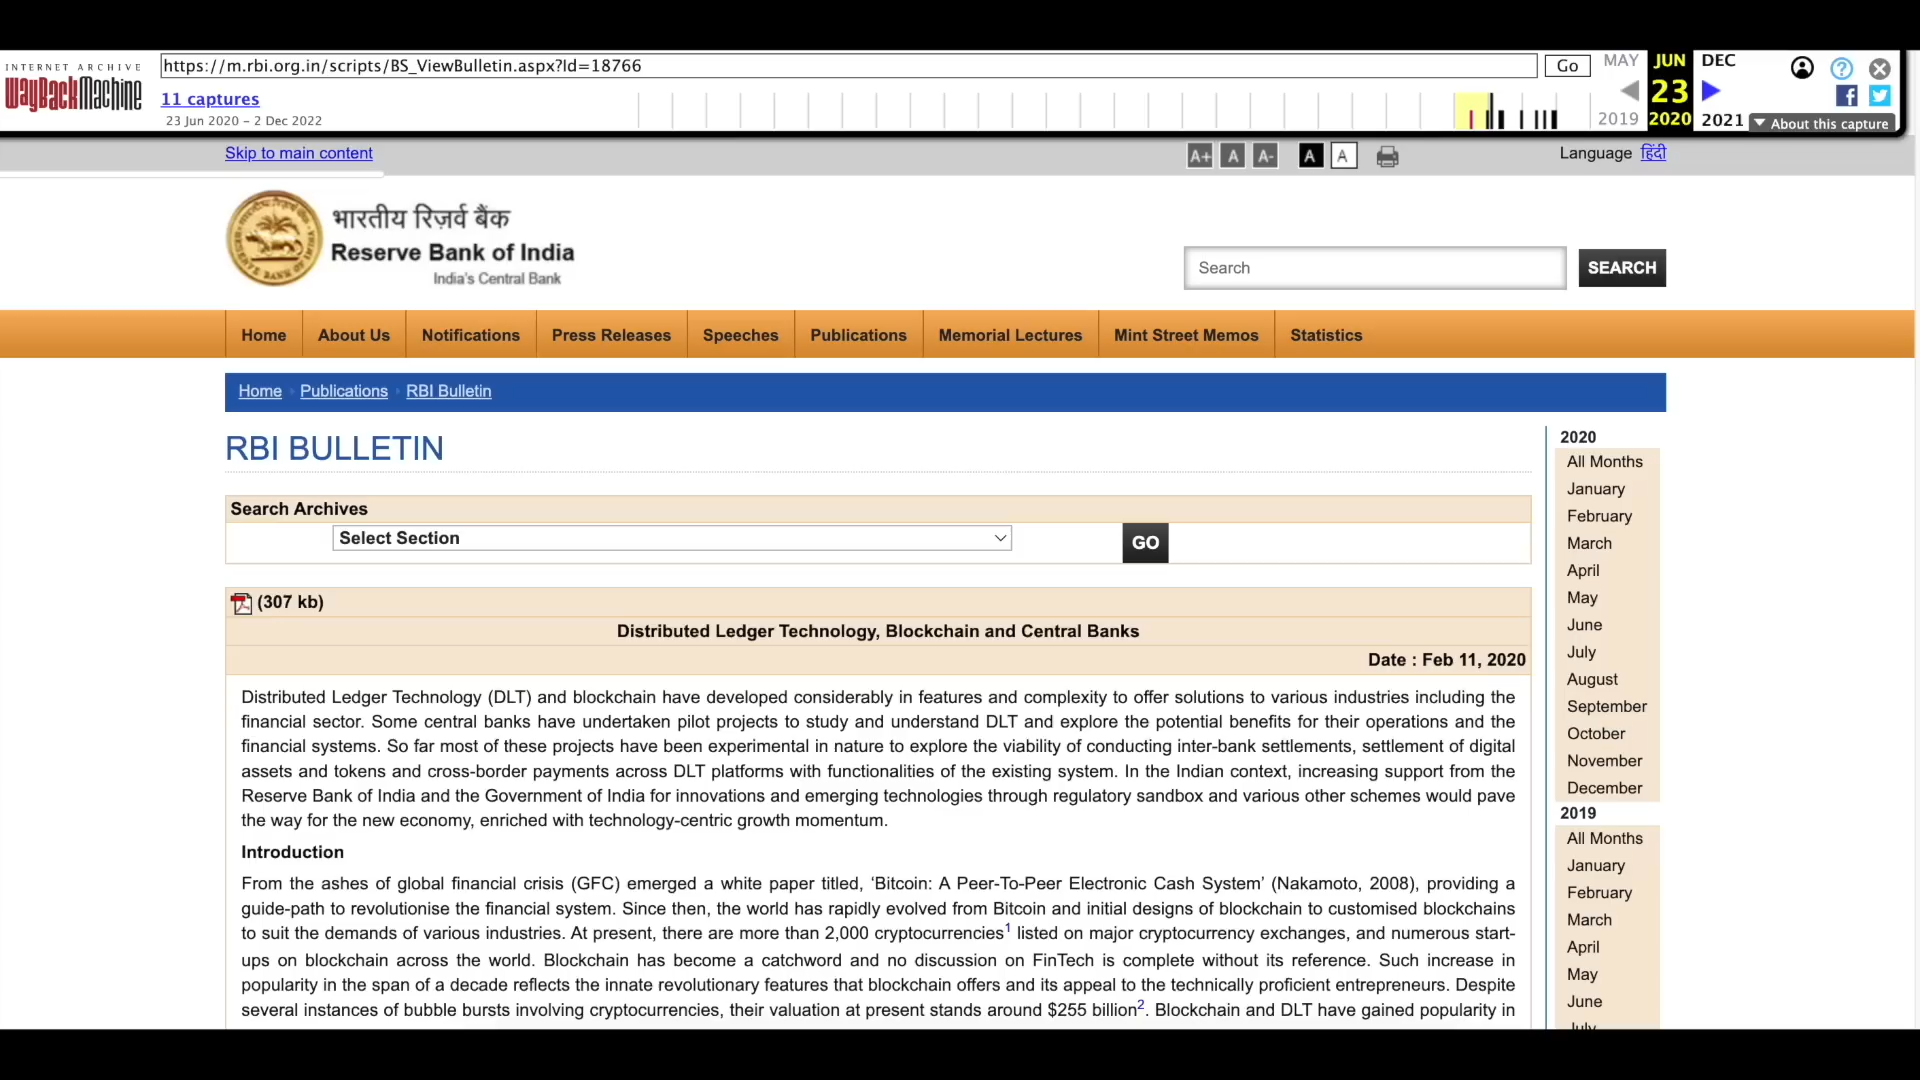 INTERNET ARCHIVE
WayBackMachine
https://m.rbi.org.in/scripts/BS_ViewBulletin.aspx?Id=18766
Go
MAY
JUN
DEC
11 captures
23
23 Jun 2020 – 2 Dec 2022
2019
2020
2021
About this capture
Skip to main content
A+ A A- A A
Language हिंदी
भारतीय रिज़र्व बैंक
Reserve Bank of India
India's Central Bank
Search
SEARCH
Home
About Us
Notifications
Press Releases
Speeches
Publications
Memorial Lectures
Mint Street Memos
Statistics
Home Publications RBI Bulletin
RBI BULLETIN
Search Archives
Select Section
GO
(307 kb)
Distributed Ledger Technology, Blockchain and Central Banks
Date : Feb 11, 2020
Distributed Ledger Technology (DLT) and blockchain have developed considerably in features and complexity to offer solutions to various industries including the
financial sector. Some central banks have undertaken pilot projects to study and understand DLT and explore the potential benefits for their operations and the
financial systems. So far most of these projects have been experimental in nature to explore the viability of conducting inter-bank settlements, settlement of digital
assets and tokens and cross-border payments across DLT platforms with functionalities of the existing system. In the Indian context, increasing support from the
Reserve Bank of India and the Government of India for innovations and emerging technologies through regulatory sandbox and various other schemes would pave
the way for the new economy, enriched with technology-centric growth momentum.
Introduction
From the ashes of global financial crisis (GFC) emerged a white paper titled, ‘Bitcoin: A Peer-To-Peer Electronic Cash System’ (Nakamoto, 2008), providing a
guide-path to revolutionise the financial system. Since then, the world has rapidly evolved from Bitcoin and initial designs of blockchain to customised blockchains
to suit the demands of various industries. At present, there are more than 2,000 cryptocurrencies1 listed on major cryptocurrency exchanges, and numerous start-
ups on blockchain across the world. Blockchain has become a catchword and no discussion on FinTech is complete without its reference. Such increase in
popularity in the span of a decade reflects the innate revolutionary features that blockchain offers and its appeal to the technically proficient entrepreneurs. Despite
several instances of bubble bursts involving cryptocurrencies, their valuation at present stands around $255 billion2. Blockchain and DLT have gained popularity in
2020
All Months
January
February
March
April
May
June
July
August
September
October
November
December
2019
All Months
January
February
March
April
May
June
July